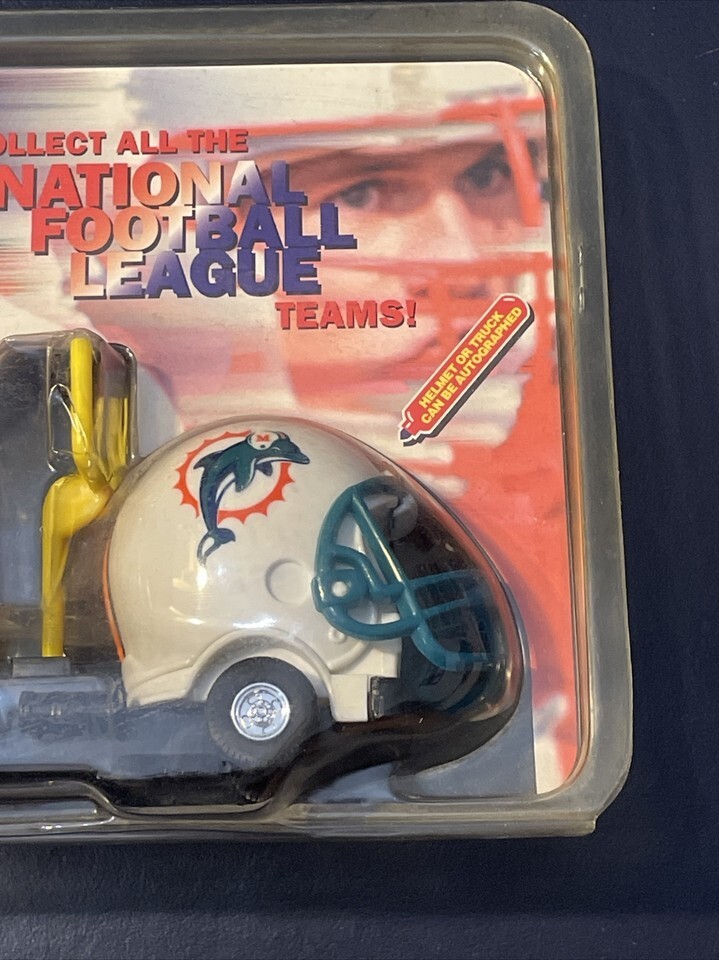 OLLECT ALL THE
NATIONAL
FOOTBALL
LEAGUE
TEAMS!
HELMET OR TRUCK
CAN BE AUTOGRAPHED
M